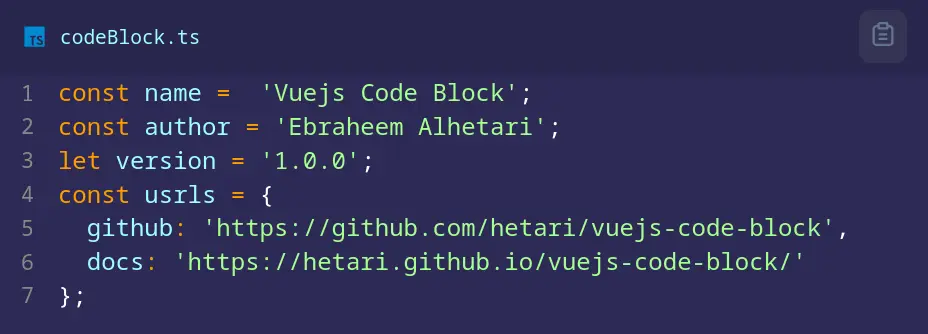 TS codeBlock.ts
1 const name =  'Vuejs Code Block';
2 const author = 'Ebraheem Alhetari';
3 let version = '1.0.0';
4 const usrls = {
5   github: 'https://github.com/hetari/vuejs-code-block',
6   docs: 'https://hetari.github.io/vuejs-code-block/'
7 };